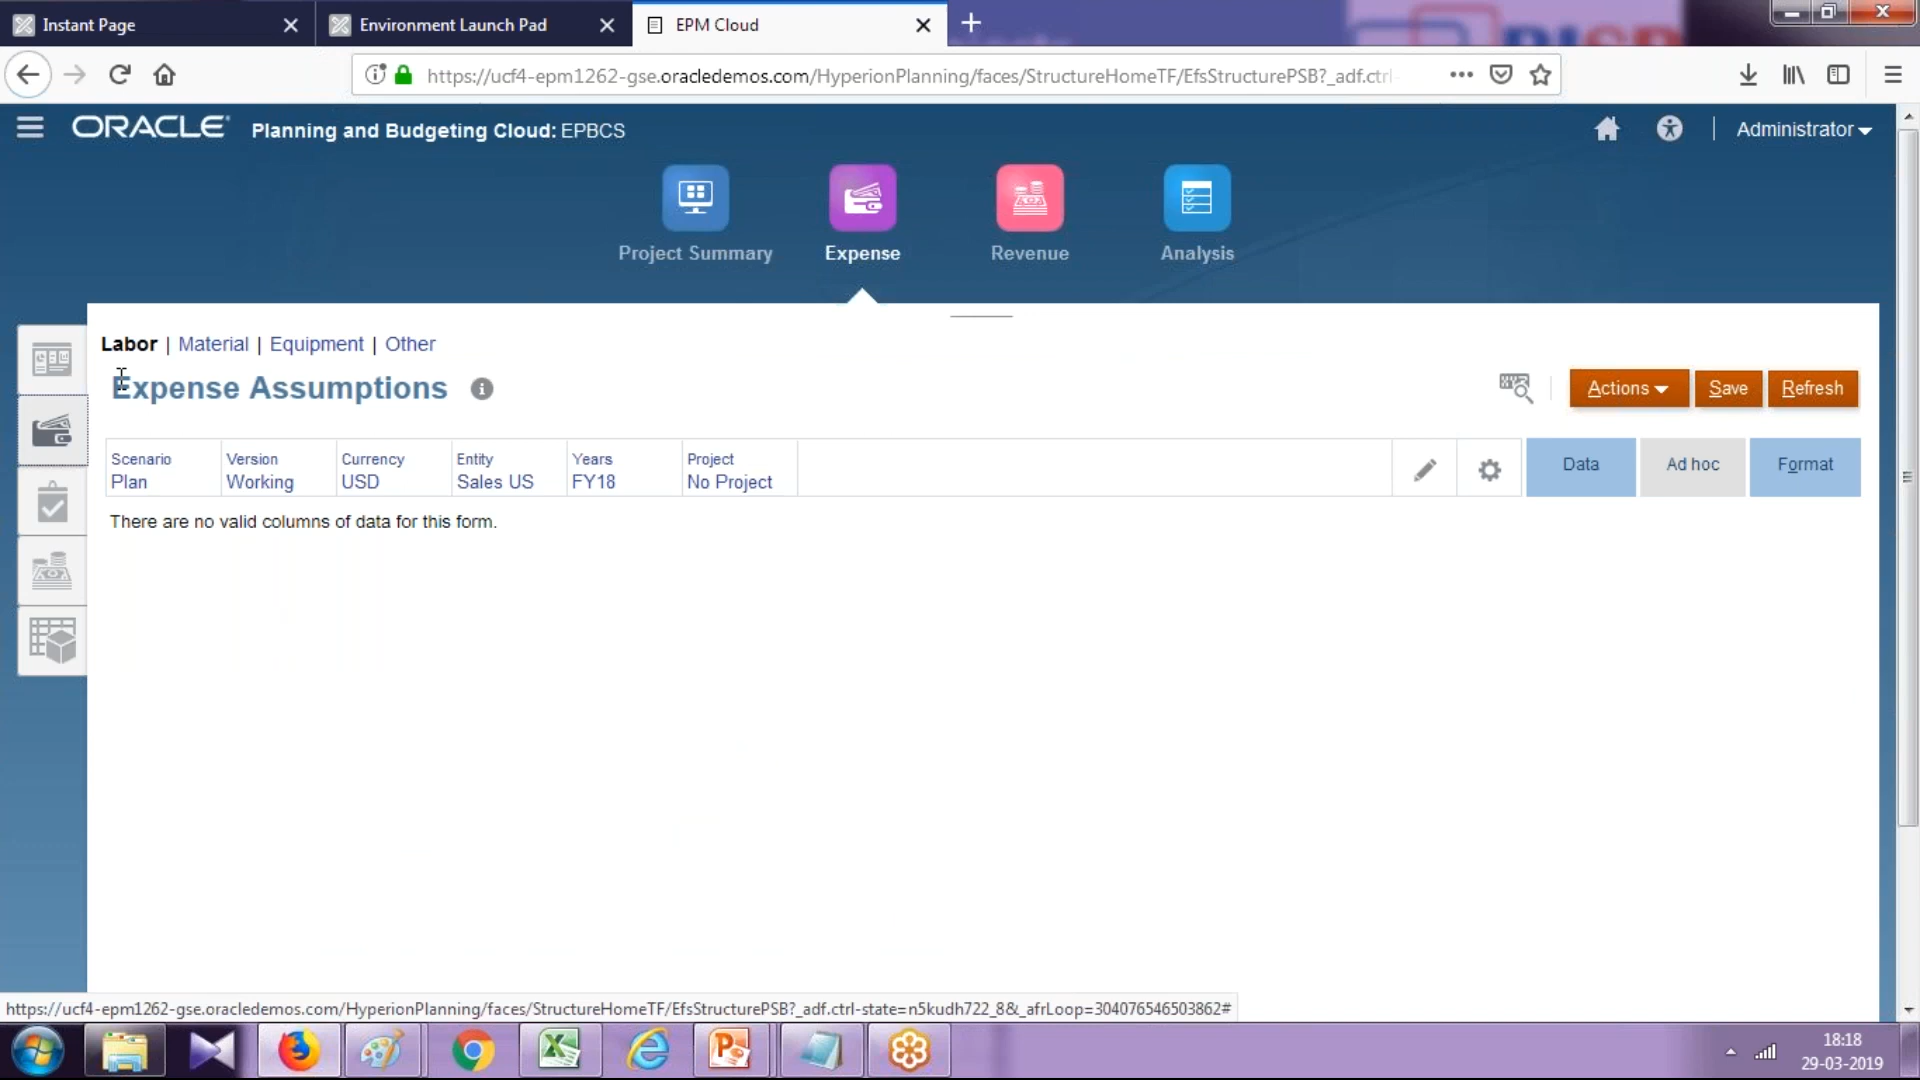 Instant Page
Environment Launch Pad
EPM Cloud
https://ucf4-epm1262-gse.oracledemos.com/HyperionPlanning/faces/StructureHomeTF/EfsStructurePSB?_adf.ctrl-
ORACLE Planning and Budgeting Cloud: EPBCS
Administrator
Project Summary
Expense
Revenue
Analysis
Labor | Material | Equipment | Other
Expense Assumptions
Actions
Save
Refresh
Scenario Version Currency Entity Years Project
Plan Working USD Sales US FY18 No Project
Data
Ad hoc
Format
There are no valid columns of data for this form.
https://ucf4-epm1262-gse.oracledemos.com/HyperionPlanning/faces/StructureHomeTF/EfsStructurePSB?_adf.ctrl-state=n5kudh722_8&_afrLoop=304076546503862#
18:18
29-03-2019